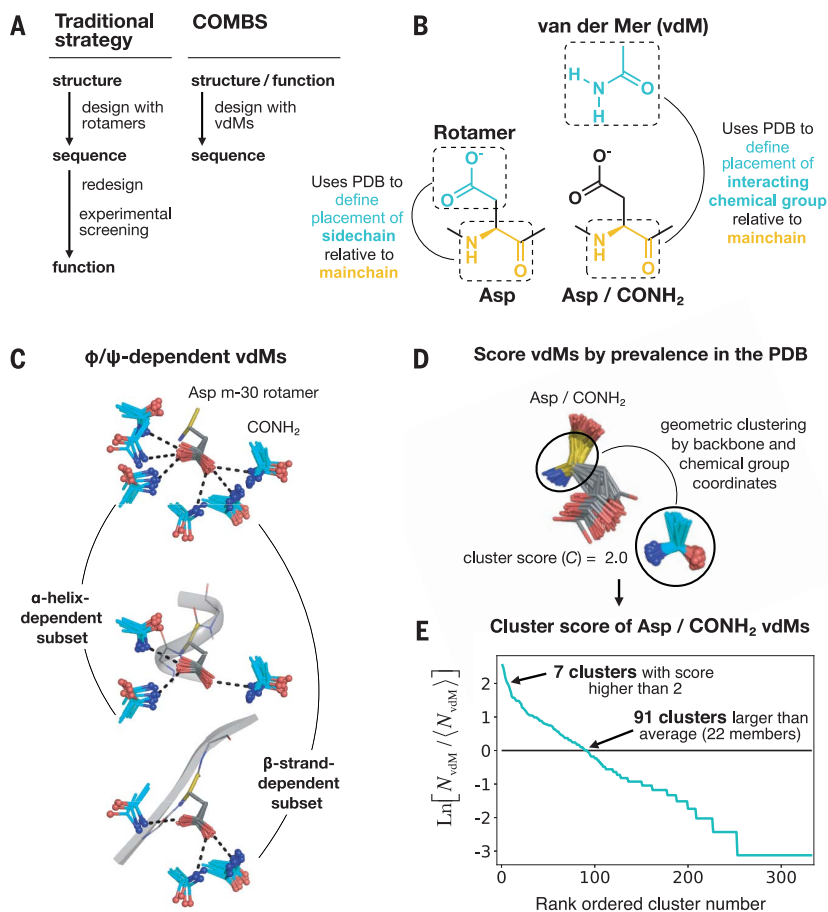 A
Traditional
strategy
structure
design with
rotamers
sequence
redesign
experimental
screening
function
COMBS
structure / function
design with
vdMs
sequence
B
van der Mer (vdM)
H
N
H
O
Rotamer
O-
O
Uses PDB to
define
placement of
sidechain
relative to
mainchain
N
H
O
Asp
O-
O
N
H
O
Asp / CONH₂
Uses PDB to
define
placement of
interacting
chemical group
relative to
mainchain
C
ϕ/ψ-dependent vdMs
Asp m-30 rotamer
CONH₂
α-helix-
dependent
subset
β-strand-
dependent
subset
D
Score vdMs by prevalence in the PDB
Asp / CONH₂
geometric clustering
by backbone and
chemical group
coordinates
cluster score (C) = 2.0
E
Cluster score of Asp / CONH₂ vdMs
Ln[N_vdM / ⟨N_vdM⟩]
2
1
0
-1
-2
-3
7 clusters with score
higher than 2
91 clusters larger than
average (22 members)
0
100
200
300
Rank ordered cluster number